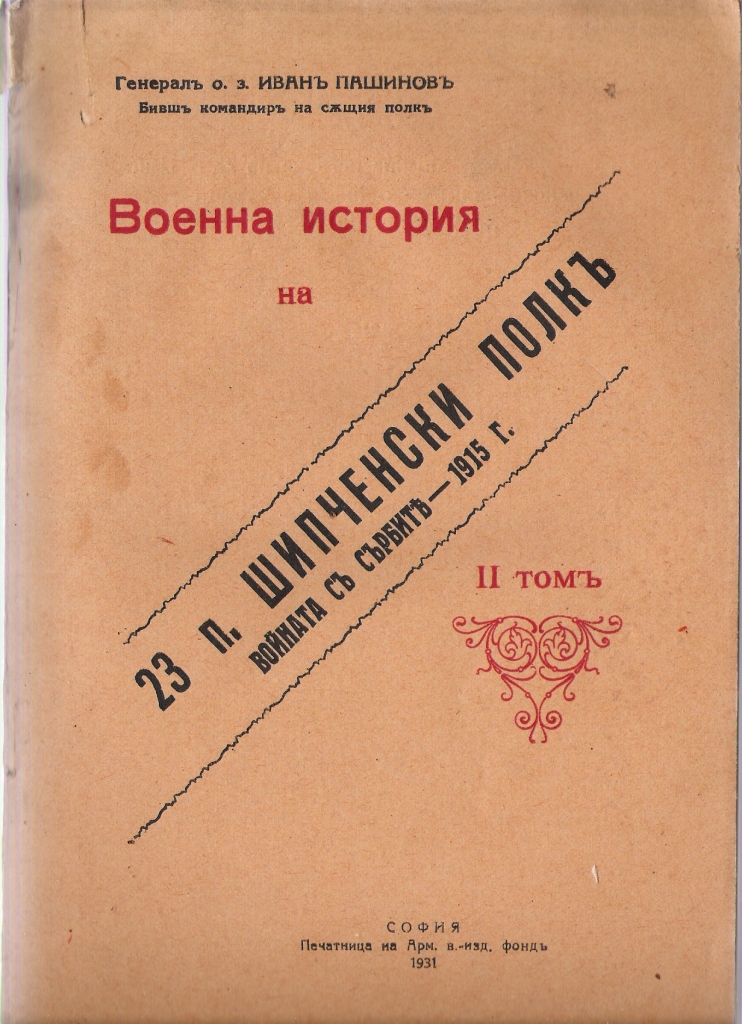 Генералъ о. з. ИВАНЪ ПАШИНОВЪ
Бившъ командиръ на сѫщия полкъ
Военна история
на
23 п. ШИПЧЕНСКИ ПОЛКЪ
ВОЙНАТА СЪ СЪРБИТѢ — 1915 Г.
II томъ
СОФИЯ
Печатница на Арм. в.-изд. фондъ
1931